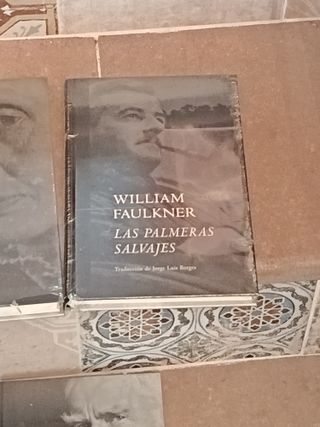 WILLIAM
FAULKNER
LAS PALMERAS
SALVAJES
Traducción de Jorge Luis Borges